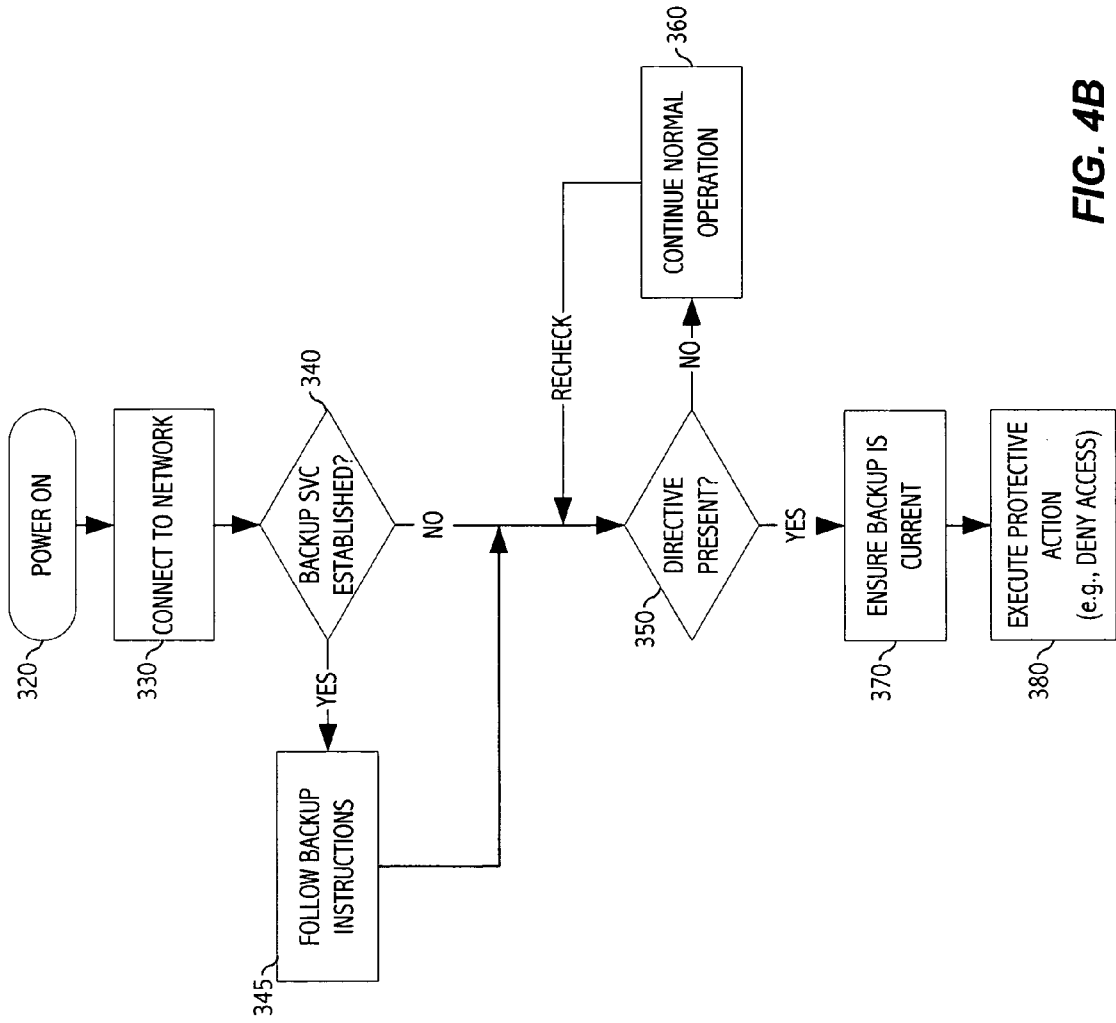 320
POWER ON
330
CONNECT TO NETWORK
340
BACKUP SVC
ESTABLISHED?
YES
NO
345
FOLLOW BACKUP
INSTRUCTIONS
RECHECK
350
DIRECTIVE
PRESENT?
NO
360
CONTINUE NORMAL
OPERATION
YES
370
ENSURE BACKUP IS
CURRENT
380
EXECUTE PROTECTIVE
ACTION
(e.g., DENY ACCESS)
FIG. 4B